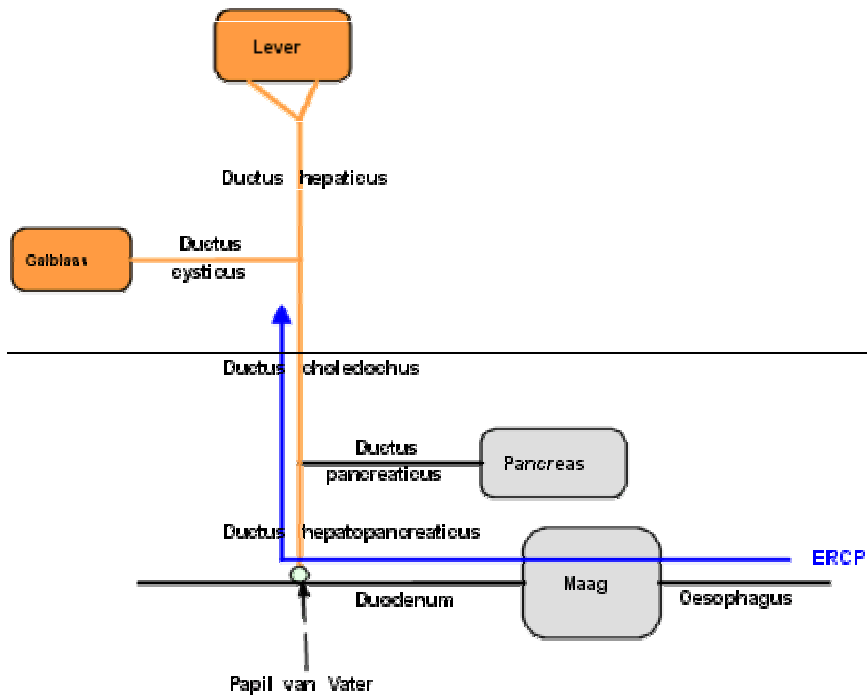 Lever
Ductus hepaticus
Ductus
cysticus
Galblaas
Ductus choledochus
Ductus
pancreaticus
Pancreas
Ductus hepatopancreaticus
ERCP
Maag
Duodenum
Oesophagus
Papil van Vater